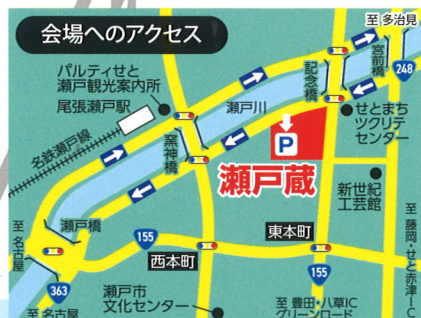 会場へのアクセス
至 多治見
宮前橋
248
パルティせと
瀬戸観光案内所
尾張瀬戸駅
瀬戸川
記念橋
せとまち
ツクリテ
センター
名鉄瀬戸線
窯神橋
P
瀬戸蔵
新世紀
工芸館
瀬戸橋
至 名古屋
155
東本町
西本町
至 藤岡・せと赤津IC
363
155
至 名古屋
瀬戸市
文化センター
至 豊田・八草IC
グリーンロード